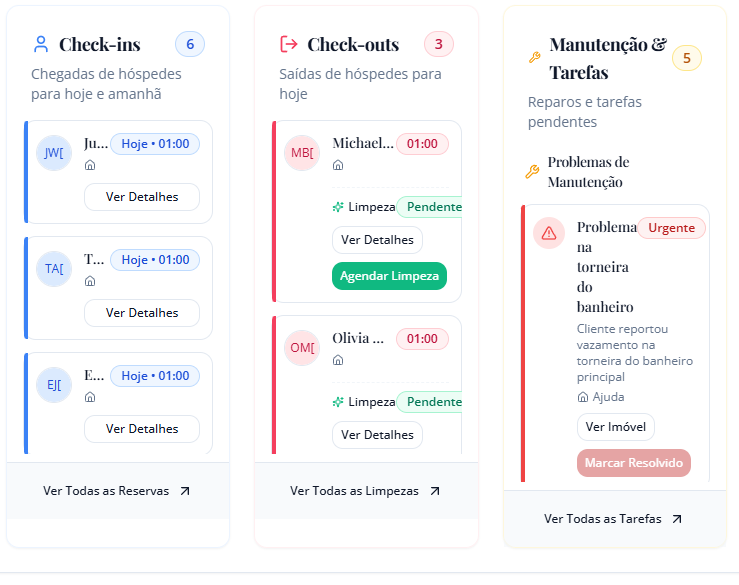 Check-ins
6
Chegadas de hóspedes
para hoje e amanhã
JW[
Ju...
Hoje • 01:00
Ver Detalhes
TA[
T...
Hoje • 01:00
Ver Detalhes
EJ[
E...
Hoje • 01:00
Ver Detalhes
Ver Todas as Reservas
Check-outs
3
Saídas de hóspedes para
hoje
MB[
Michael...
01:00
Limpeza
Pendente
Ver Detalhes
Agendar Limpeza
OM[
Olivia ...
01:00
Limpeza
Pendente
Ver Detalhes
Ver Todas as Limpezas
Manutenção &
Tarefas
5
Reparos e tarefas
pendentes
Problemas de
Manutenção
Problema
Urgente
na
torneira
do
banheiro
Cliente reportou
vazamento na
torneira do banheiro
principal
Ajuda
Ver Imóvel
Marcar Resolvido
Ver Todas as Tarefas